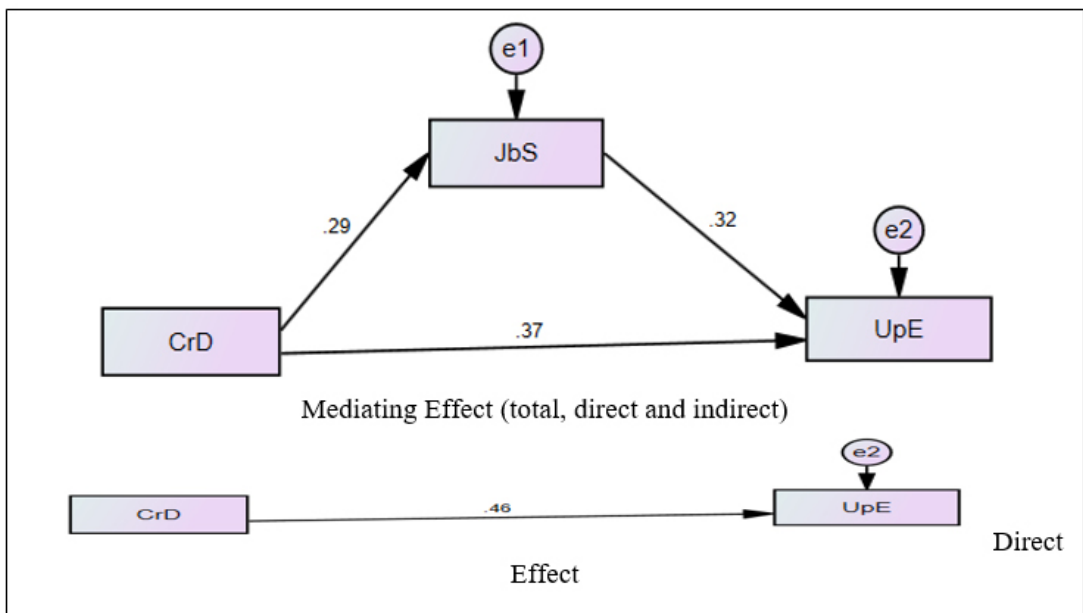 e1
JbS
.29
.32
e2
CrD
.37
UpE
Mediating Effect (total, direct and indirect)
e2
CrD
.46
UpE
Direct
Effect